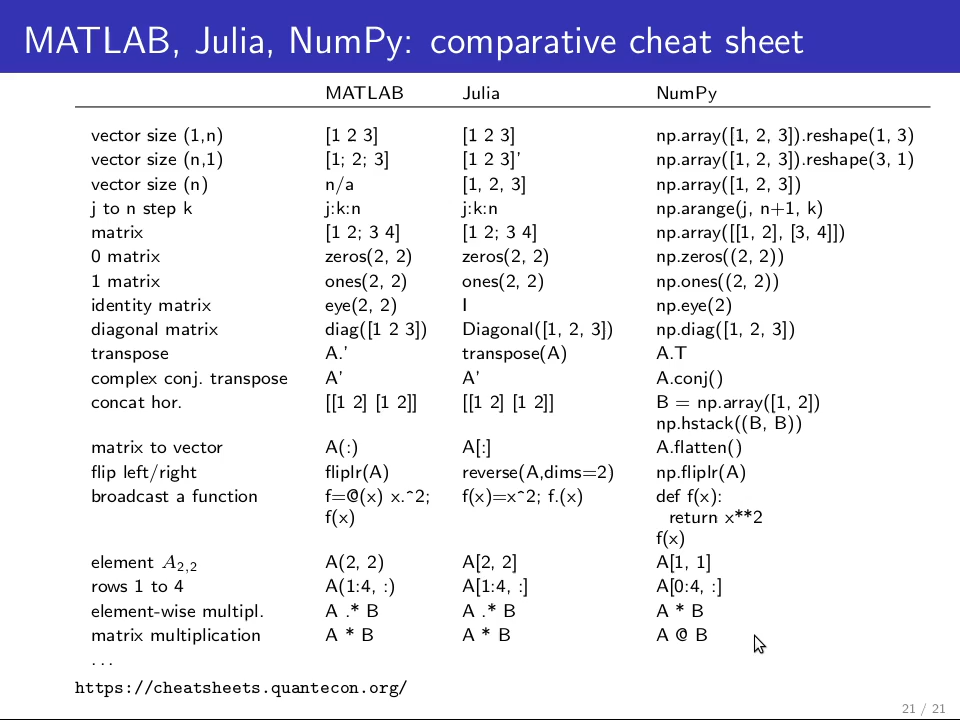 MATLAB, Julia, NumPy: comparative cheat sheet
MATLAB Julia NumPy
vector size (1,n) [1 2 3] [1 2 3] np.array([1, 2, 3]).reshape(1, 3)
vector size (n,1) [1; 2; 3] [1 2 3]' np.array([1, 2, 3]).reshape(3, 1)
vector size (n) n/a [1, 2, 3] np.array([1, 2, 3])
j to n step k j:k:n j:k:n np.arange(j, n+1, k)
matrix [1 2; 3 4] [1 2; 3 4] np.array([[1, 2], [3, 4]])
0 matrix zeros(2, 2) zeros(2, 2) np.zeros((2, 2))
1 matrix ones(2, 2) ones(2, 2) np.ones((2, 2))
identity matrix eye(2, 2) I np.eye(2)
diagonal matrix diag([1 2 3]) Diagonal([1, 2, 3]) np.diag([1, 2, 3])
transpose A.' transpose(A) A.T
complex conj. transpose A' A' A.conj()
concat hor. [[1 2] [1 2]] [[1 2] [1 2]] B = np.array([1, 2])
np.hstack((B, B))
matrix to vector A(:) A[:] A.flatten()
flip left/right fliplr(A) reverse(A,dims=2) np.fliplr(A)
broadcast a function f=@(x) x.^2; f(x)=x^2; f.(x) def f(x):
f(x) return x**2
f(x)
element A2,2 A(2, 2) A[2, 2] A[1, 1]
rows 1 to 4 A(1:4, :) A[1:4, :] A[0:4, :]
element-wise multipl. A .* B A .* B A * B
matrix multiplication A * B A * B A @ B
...
https://cheatsheets.quantecon.org/
21 / 21